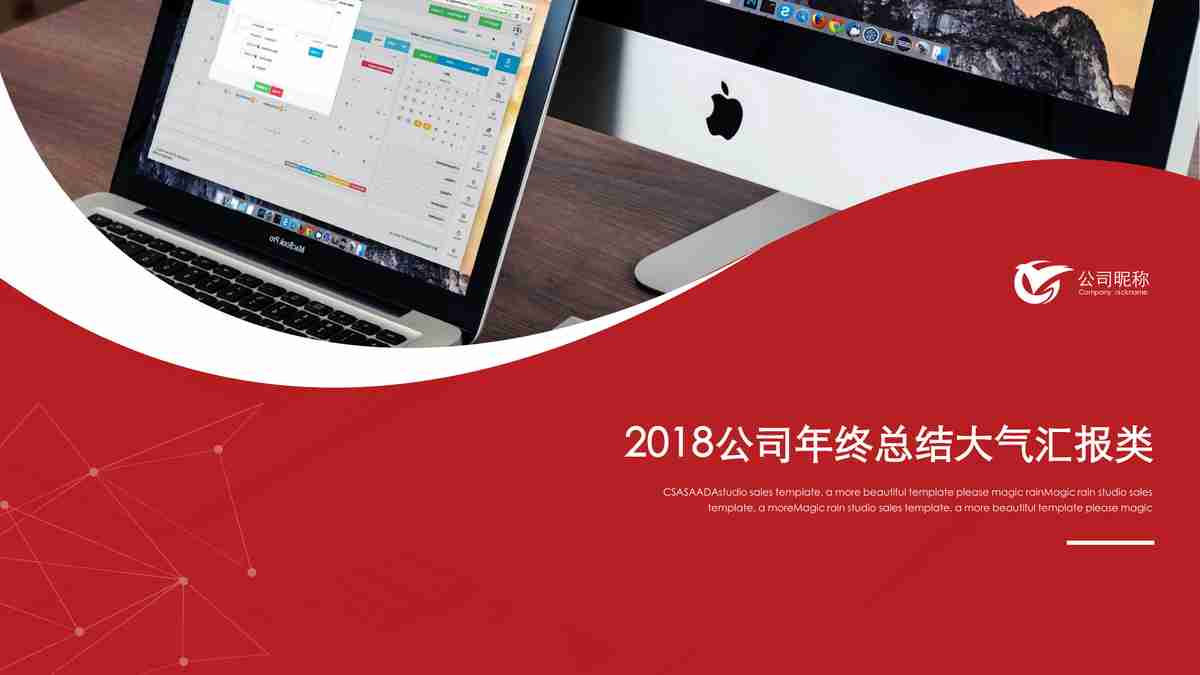 公司昵称
Company nickname
2018公司年终总结大气汇报类
CSASAADAstudio sales template, a more beautiful template please magic rainMagic rain studio sales
template, a moreMagic rain studio sales template, a more beautiful template please magic